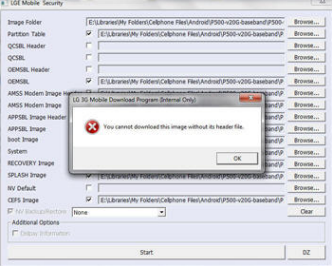 LGE Mobile Security
Image Folder E:\Libraries\My Folders\Cellphone Files\Android\P500-v20G-baseband\P500- Browse...
Partition Table E:\Libraries\My Folders\Cellphone Files\Android\P500-v20G-baseband\P Browse...
QCSBL Header Browse...
QCSBL Browse...
OEMSBL Header Browse...
OEMSBL E:\Libraries\My Folders\Cellphone Files\Android\P500-v20G-baseband\P Browse...
AMSS Modem Image He Browse...
AMSS Modem Image Browse...
APPSBL Image Header Browse...
APPSBL Image Browse...
boot Image Browse...
System Browse...
RECOVERY Image Browse...
SPLASH Image E:\Libraries\My Folders\Cellphone Files\Android\P500-v20G-baseband\P Browse...
NV Default Browse...
CEFS Image E:\Libraries\My Folders\Cellphone Files\Android\P500-v20G-baseband\P Browse...
NV Backup/Restore None Clear
Additional Options
Start DZ
LG 3G Mobile Download Program (Internal Only)
You cannot download this image without its header file.
OK